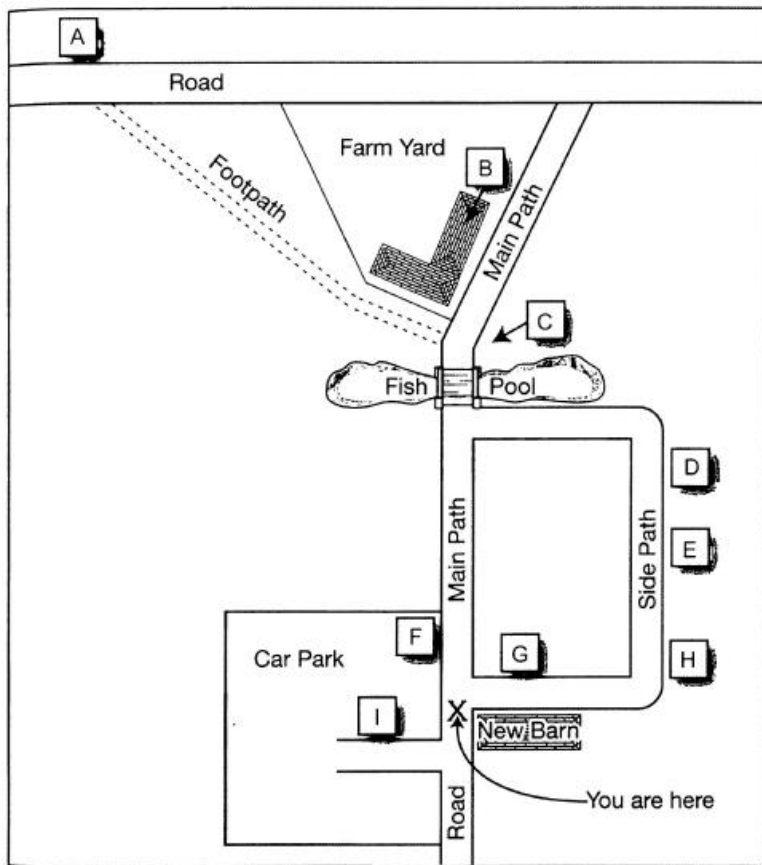 A
Road
Farm Yard
B
Footpath
Main Path
C
Fish Pool
D
Main Path
Side Path
E
F
Car Park
G
H
I
New Barn
X
You are here
Road